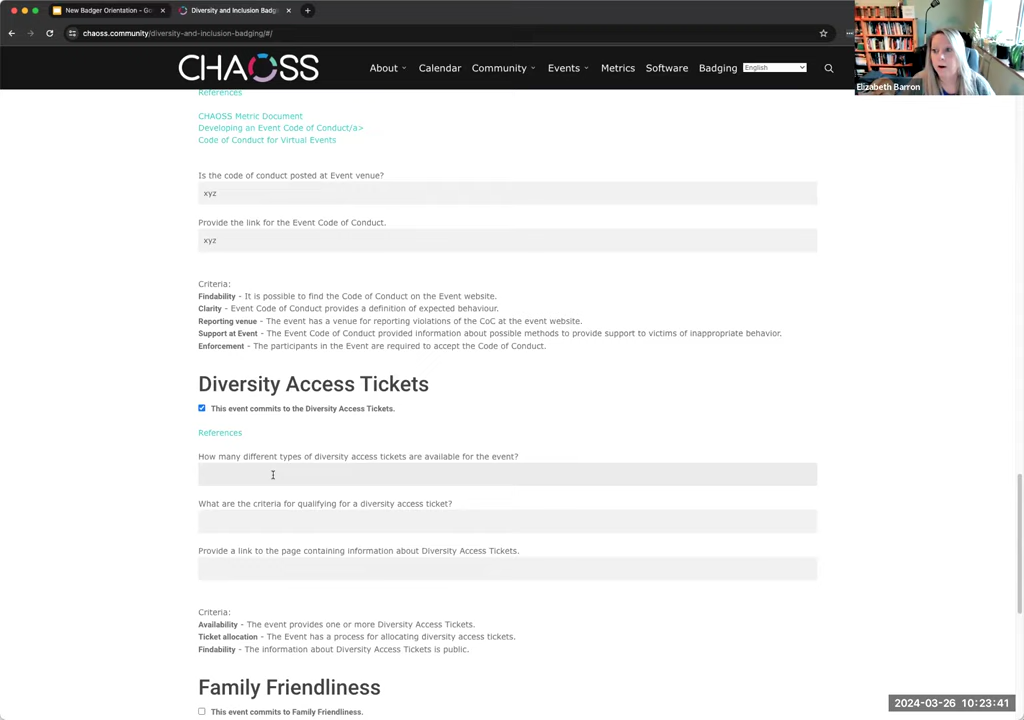 New Badger Orientation – Go
Diversity and Inclusion Badg
chaoss.community/diversity-and-inclusion-badging/#/
Elizabeth Barron
CHAOSS
About
Calendar
Community
Events
Metrics
Software
Badging
English
References
CHAOSS Metric Document
Developing an Event Code of Conduct/a>
Code of Conduct for Virtual Events
Is the code of conduct posted at Event venue?
xyz
Provide the link for the Event Code of Conduct.
xyz
Criteria:
Findability - It is possible to find the Code of Conduct on the Event website.
Clarity - Event Code of Conduct provides a definition of expected behaviour.
Reporting venue - The event has a venue for reporting violations of the CoC at the event website.
Support at Event - The Event Code of Conduct provided information about possible methods to provide support to victims of inappropriate behavior.
Enforcement - The participants in the Event are required to accept the Code of Conduct.
Diversity Access Tickets
This event commits to the Diversity Access Tickets.
References
How many different types of diversity access tickets are available for the event?
What are the criteria for qualifying for a diversity access ticket?
Provide a link to the page containing information about Diversity Access Tickets.
Criteria:
Availability - The event provides one or more Diversity Access Tickets.
Ticket allocation - The Event has a process for allocating diversity access tickets.
Findability - The information about Diversity Access Tickets is public.
Family Friendliness
This event commits to Family Friendliness.
2024-03-26 10:23:41